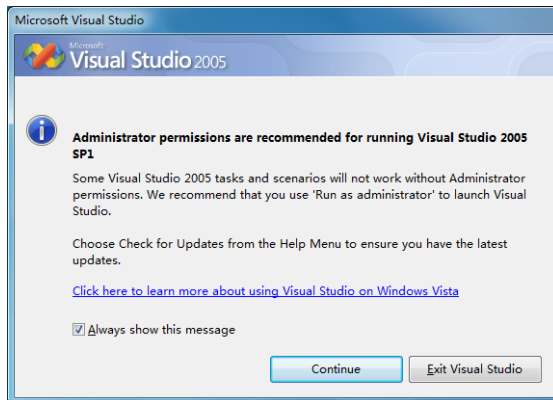 Microsoft Visual Studio
Microsoft
Visual Studio 2005
Administrator permissions are recommended for running Visual Studio 2005
SP1
Some Visual Studio 2005 tasks and scenarios will not work without Administrator
permissions. We recommend that you use 'Run as administrator' to launch Visual
Studio.
Choose Check for Updates from the Help Menu to ensure you have the latest
updates.
Click here to learn more about using Visual Studio on Windows Vista
Always show this message
Continue
Exit Visual Studio